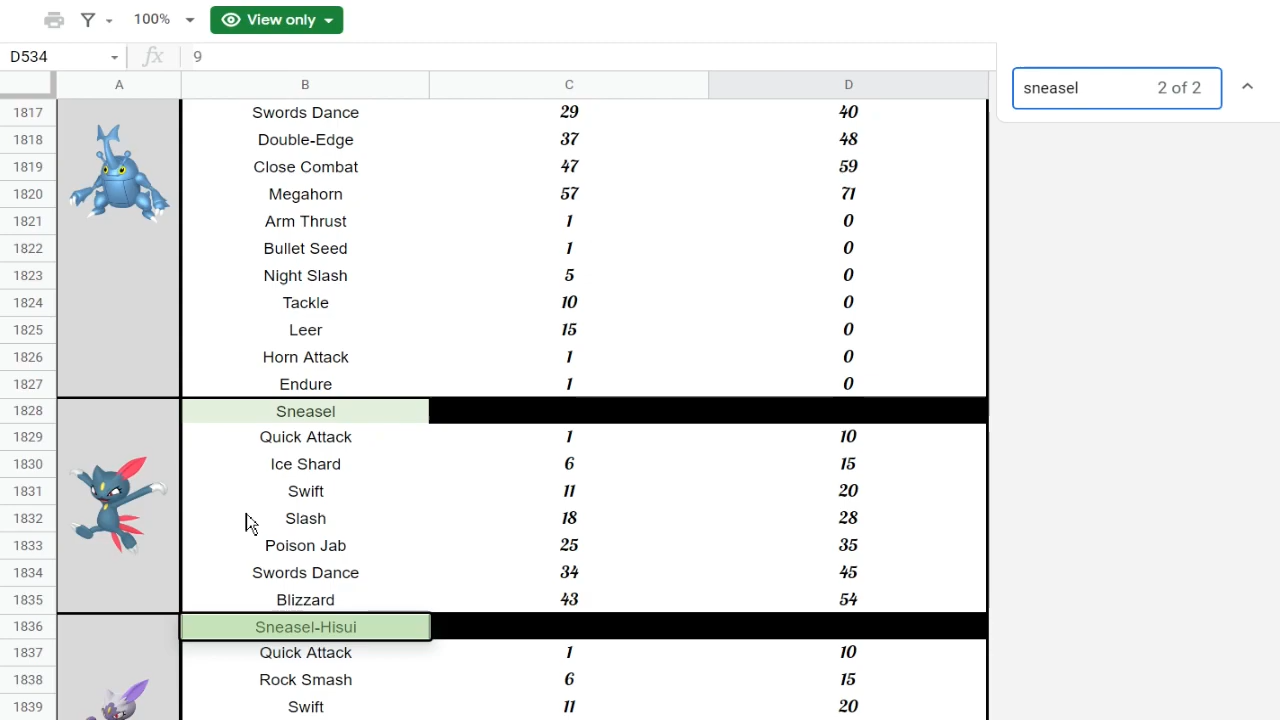 100% View only
D534 fx 9
sneasel 2 of 2
A B C D
1817 Swords Dance 29 40
1818 Double-Edge 37 48
1819 Close Combat 47 59
1820 Megahorn 57 71
1821 Arm Thrust 1 0
1822 Bullet Seed 1 0
1823 Night Slash 5 0
1824 Tackle 10 0
1825 Leer 15 0
1826 Horn Attack 1 0
1827 Endure 1 0
1828 Sneasel
1829 Quick Attack 1 10
1830 Ice Shard 6 15
1831 Swift 11 20
1832 Slash 18 28
1833 Poison Jab 25 35
1834 Swords Dance 34 45
1835 Blizzard 43 54
1836 Sneasel-Hisui
1837 Quick Attack 1 10
1838 Rock Smash 6 15
1839 Swift 11 20